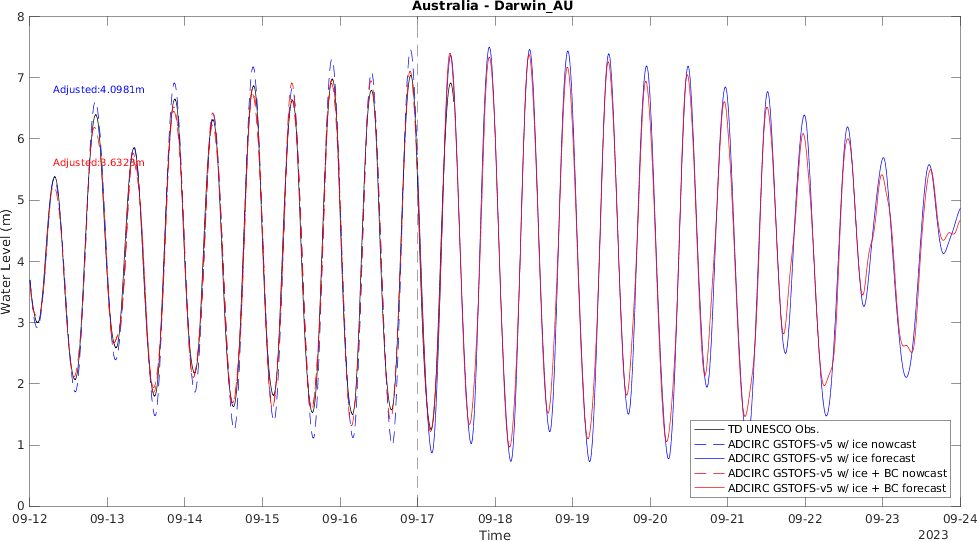 Australia - Darwin_AU
8
7
6
5
4
3
2
1
0
Water Level (m)
Adjusted:4.0981m
Adjusted:3.6323m
TD UNESCO Obs.
ADCIRC GSTOFS-v5 w/ ice nowcast
ADCIRC GSTOFS-v5 w/ ice forecast
ADCIRC GSTOFS-v5 w/ ice + BC nowcast
ADCIRC GSTOFS-v5 w/ ice + BC forecast
09-12 09-13 09-14 09-15 09-16 09-17 09-18 09-19 09-20 09-21 09-22 09-23 09-24
Time
2023